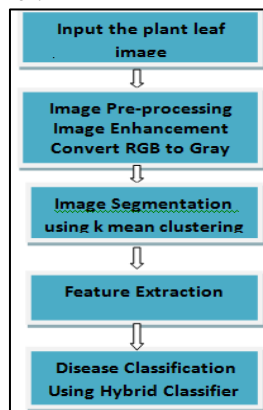 Input the plant leaf
image
Image Pre-processing
Image Enhancement
Convert RGB to Gray
Image Segmentation
using k mean clustering
Feature Extraction
Disease Classification
Using Hybrid Classifier